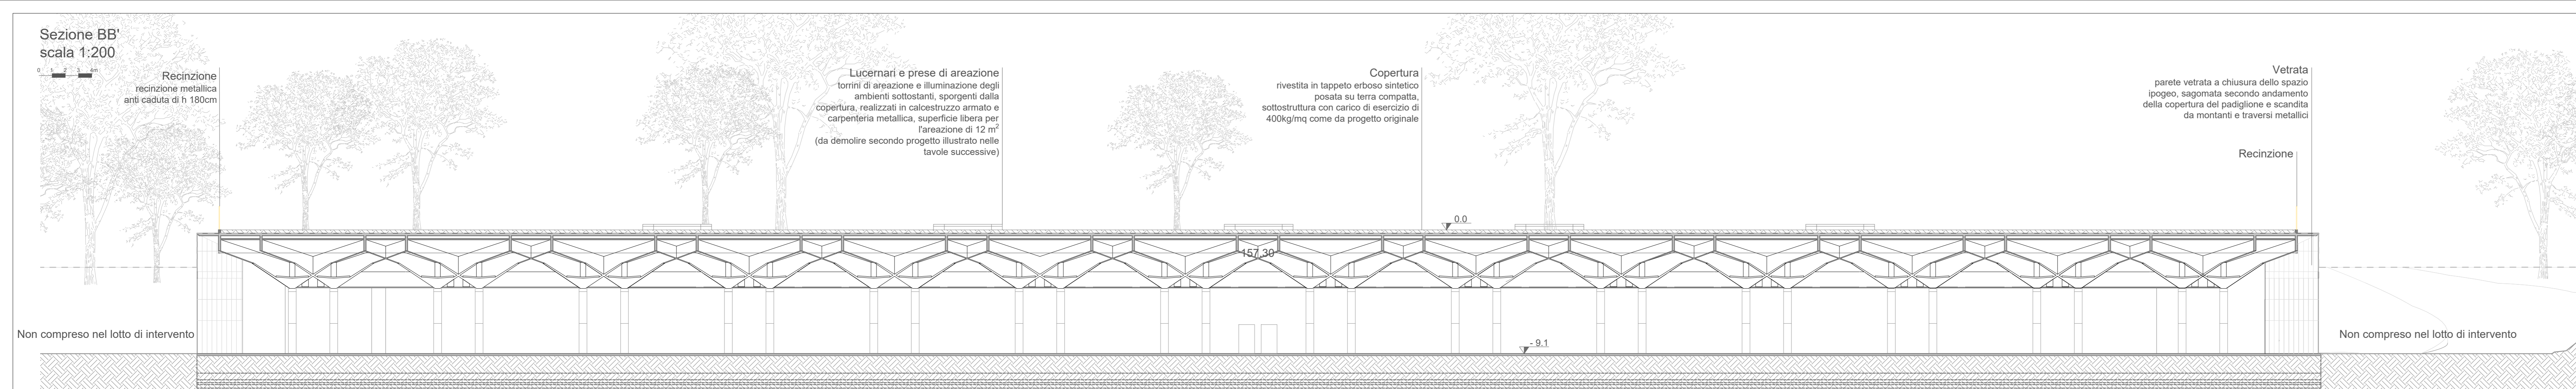 Sezione BB'
scala 1:200
0 1 2 3 4m
Recinzione
recinzione metallica
anti caduta di h 180cm
Lucernari e prese di areazione
torrini di areazione e illuminazione degli
ambienti sottostanti, sporgenti dalla
copertura, realizzati in calcestruzzo armato e
carpenteria metallica, superficie libera per
l'areazione di 12 m²
(da demolire secondo progetto illustrato nelle
tavole successive)
Copertura
rivestita in tappeto erboso sintetico
posata su terra compatta,
sottostruttura con carico di esercizio di
400kg/mq come da progetto originale
Vetrata
parete vetrata a chiusura dello spazio
ipogeo, sagomata secondo andamento
della copertura del padiglione e scandita
da montanti e traversi metallici
Recinzione
0.0
157,30
Non compreso nel lotto di intervento
- 9.1
Non compreso nel lotto di intervento